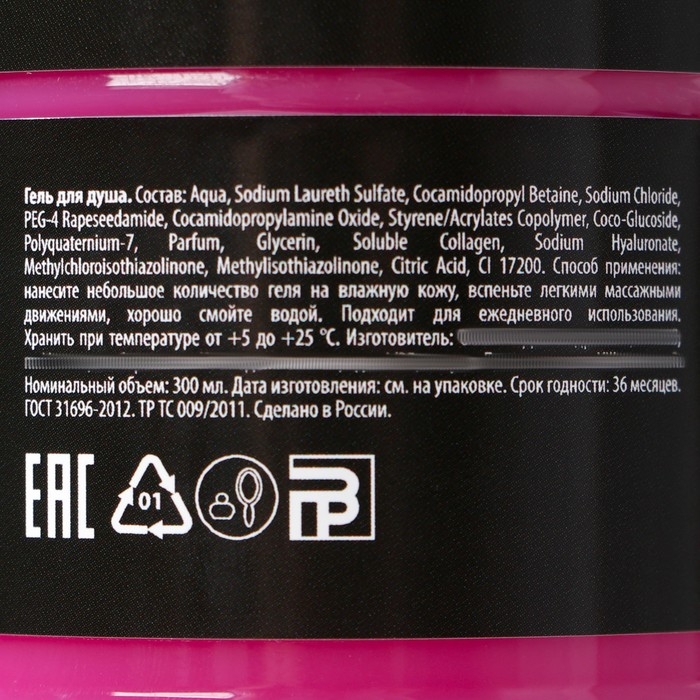 Гель для душа. Состав: Aqua, Sodium Laureth Sulfate, Cocamidopropyl Betaine, Sodium Chloride,
PEG-4 Rapeseedamide, Cocamidopropylamine Oxide, Styrene/Acrylates Copolymer, Coco-Glucoside,
Polyquaternium-7, Parfum, Glycerin, Soluble Collagen, Sodium Hyaluronate,
Methylchloroisothiazolinone, Methylisothiazolinone, Citric Acid, CI 17200. Способ применения:
нанесите небольшое количество геля на влажную кожу, вспеньте легкими массажными
движениями, хорошо смойте водой. Подходит для ежедневного использования.
Хранить при температуре от +5 до +25 °C. Изготовитель:
Номинальный объем: 300 мл. Дата изготовления: см. на упаковке. Срок годности: 36 месяцев.
ГОСТ 31696-2012. ТР ТС 009/2011. Сделано в России.
EAC 01